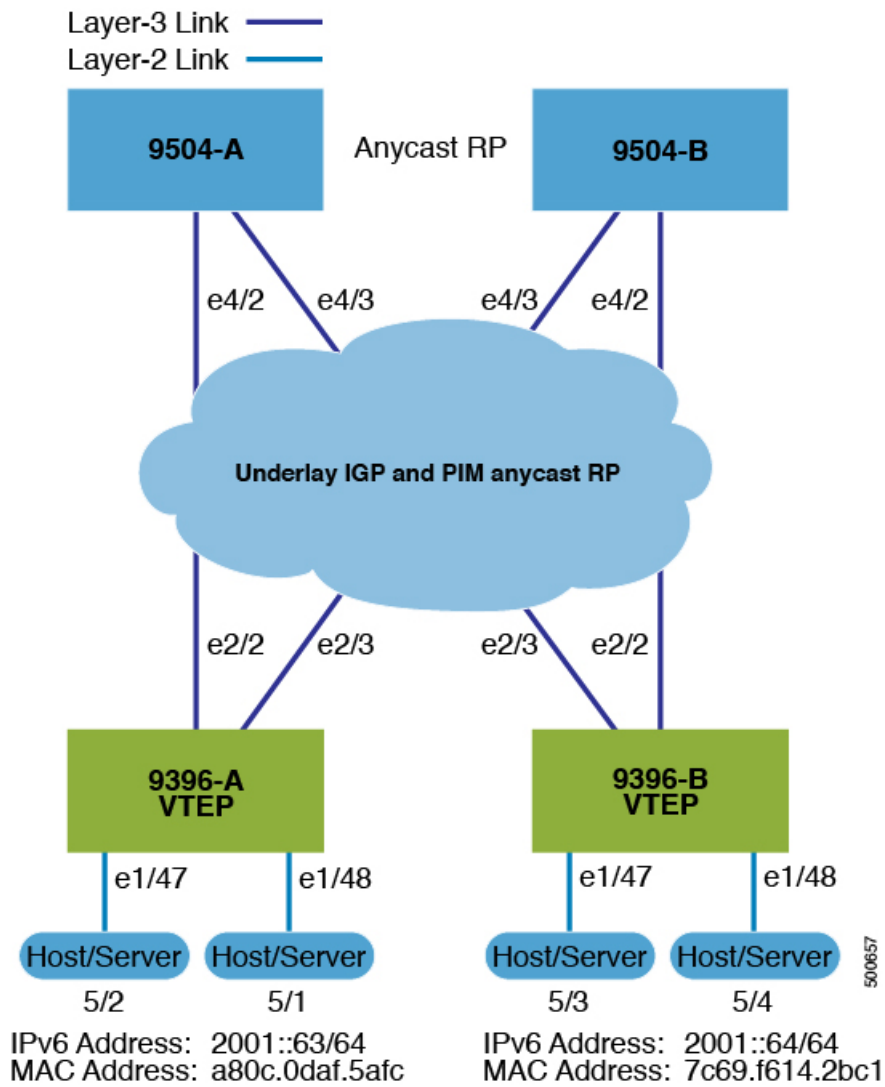 Layer-3 Link
Layer-2 Link
9504-A
Anycast RP
9504-B
e4/2
e4/3
e4/3
e4/2
Underlay IGP and PIM anycast RP
e2/2
e2/3
e2/3
e2/2
9396-A
VTEP
9396-B
VTEP
e1/47
e1/48
e1/47
e1/48
Host/Server
Host/Server
Host/Server
Host/Server
5/2
5/1
5/3
5/4
IPv6 Address: 2001::63/64
MAC Address: a80c.0daf.5afc
IPv6 Address: 2001::64/64
MAC Address: 7c69.f614.2bc1
500657